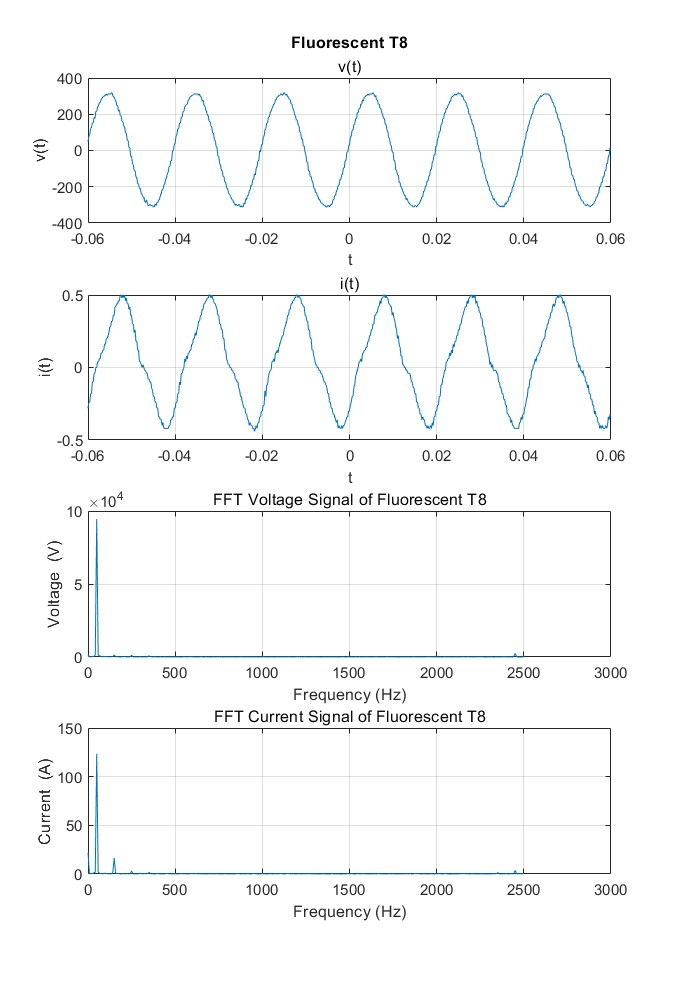 Fluorescent T8
v(t)
400
200
0
-200
-400
v(t)
-0.06 -0.04 -0.02 0 0.02 0.04 0.06
t
i(t)
0.5
0
-0.5
i(t)
-0.06 -0.04 -0.02 0 0.02 0.04 0.06
t
×10⁴
FFT Voltage Signal of Fluorescent T8
10
5
0
Voltage (V)
0 500 1000 1500 2000 2500 3000
Frequency (Hz)
FFT Current Signal of Fluorescent T8
150
100
50
0
Current (A)
0 500 1000 1500 2000 2500 3000
Frequency (Hz)